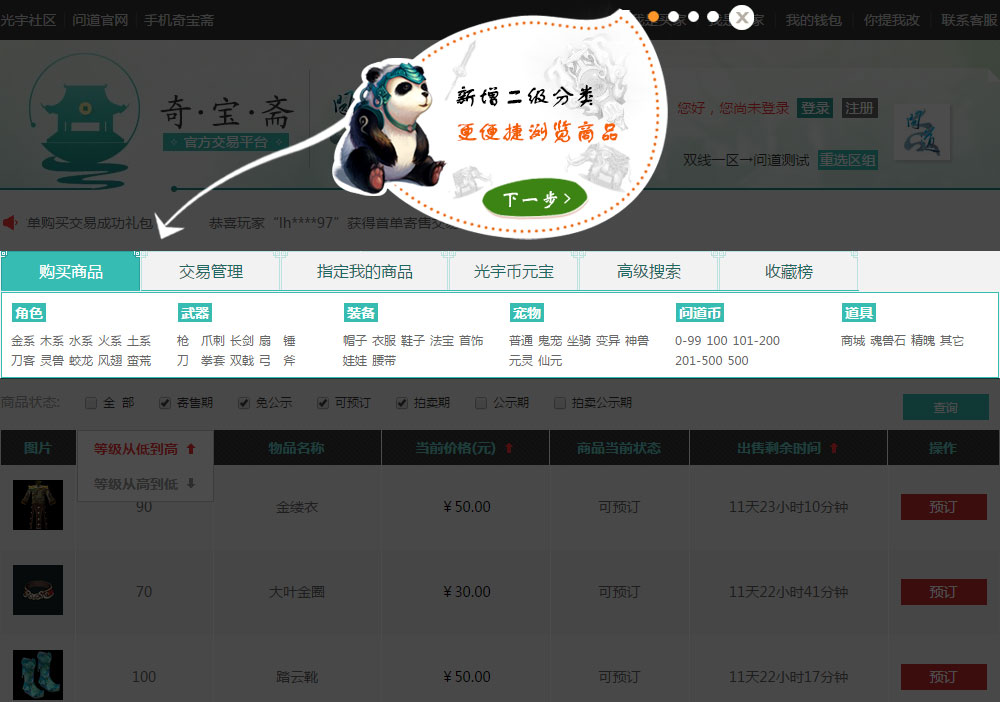 光宇社区 问道官网 手机奇宝斋 我是买家 我是卖家 我的钱包 你提我改 联系客服
奇·宝·斋
官方交易平台
新增二级分类
更便捷浏览商品
下一步>
您好，您尚未登录 登录 注册
双线一区→问道测试 重选区组
问道
单购买交易成功礼包 恭喜玩家“lh****97”获得首单寄售交
购买商品 交易管理 指定我的商品 光宇币元宝 高级搜索 收藏榜
角色 武器 装备 宠物 问道币 道具
金系 木系 水系 火系 土系 枪 爪刺 长剑 扇 锤 帽子 衣服 鞋子 法宝 首饰 普通 鬼宠 坐骑 变异 神兽 0-99 100 101-200 商城 魂兽石 精魄 其它
刀客 灵兽 蛟龙 风翅 蛮荒 刀 拳套 双戟 弓 斧 娃娃 腰带 元灵 仙元 201-500 500
商品状态: 全 部 寄售期 免公示 可预订 拍卖期 公示期 拍卖公示期 查询
图片 等级从低到高 物品名称 当前价格(元) 商品当前状态 出售剩余时间 操作
等级从高到低
90 金缕衣 ¥50.00 可预订 11天23小时10分钟 预订
70 大叶金圈 ¥30.00 可预订 11天22小时41分钟 预订
100 踏云靴 ¥50.00 可预订 11天22小时17分钟 预订